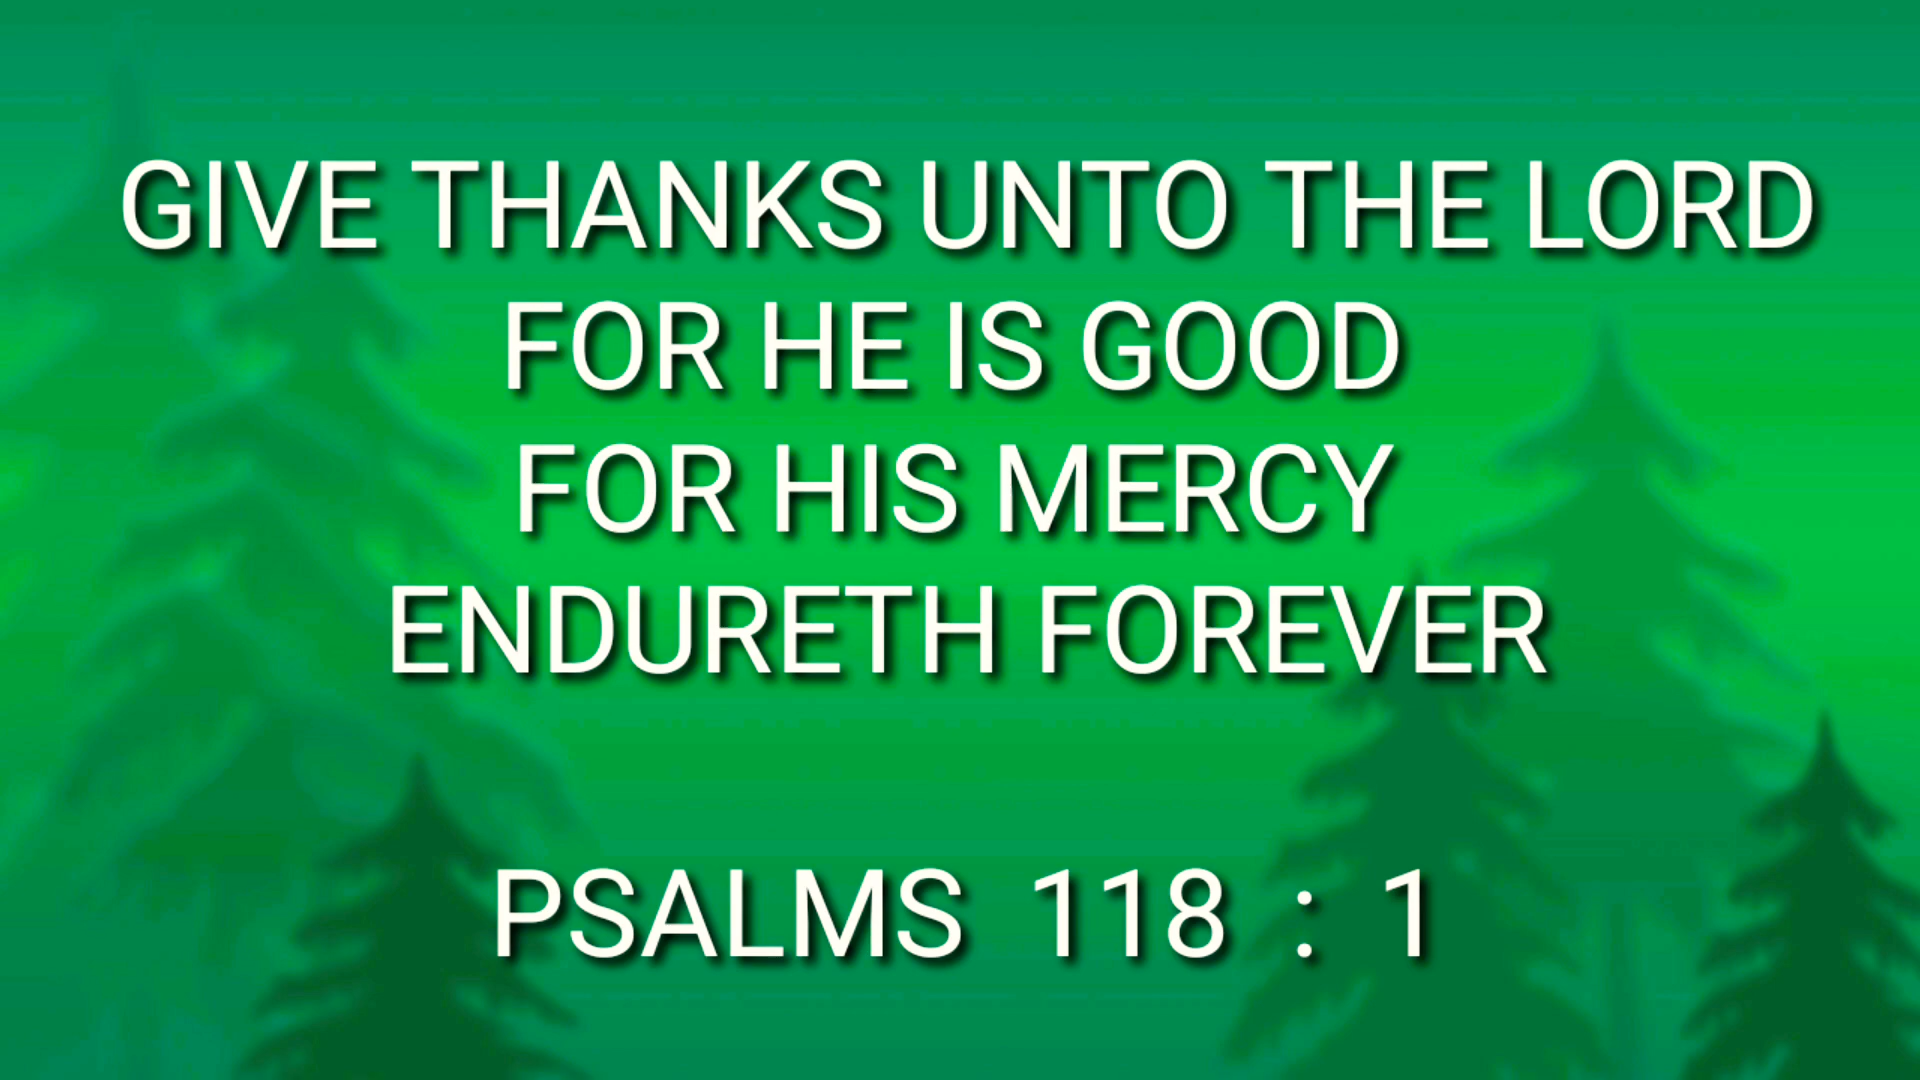 GIVE THANKS UNTO THE LORD
FOR HE IS GOOD
FOR HIS MERCY
ENDURETH FOREVER
PSALMS 118 : 1